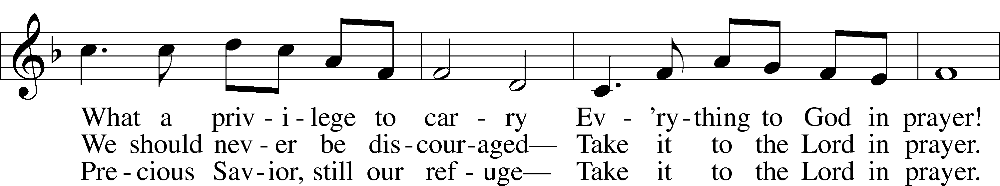 What a priv - i - lege to car - ry Ev - ’ry - thing to God in prayer!
We should nev - er be dis - cour - aged— Take it to the Lord in prayer.
Pre - cious Sav - ior, still our ref - uge— Take it to the Lord in prayer.